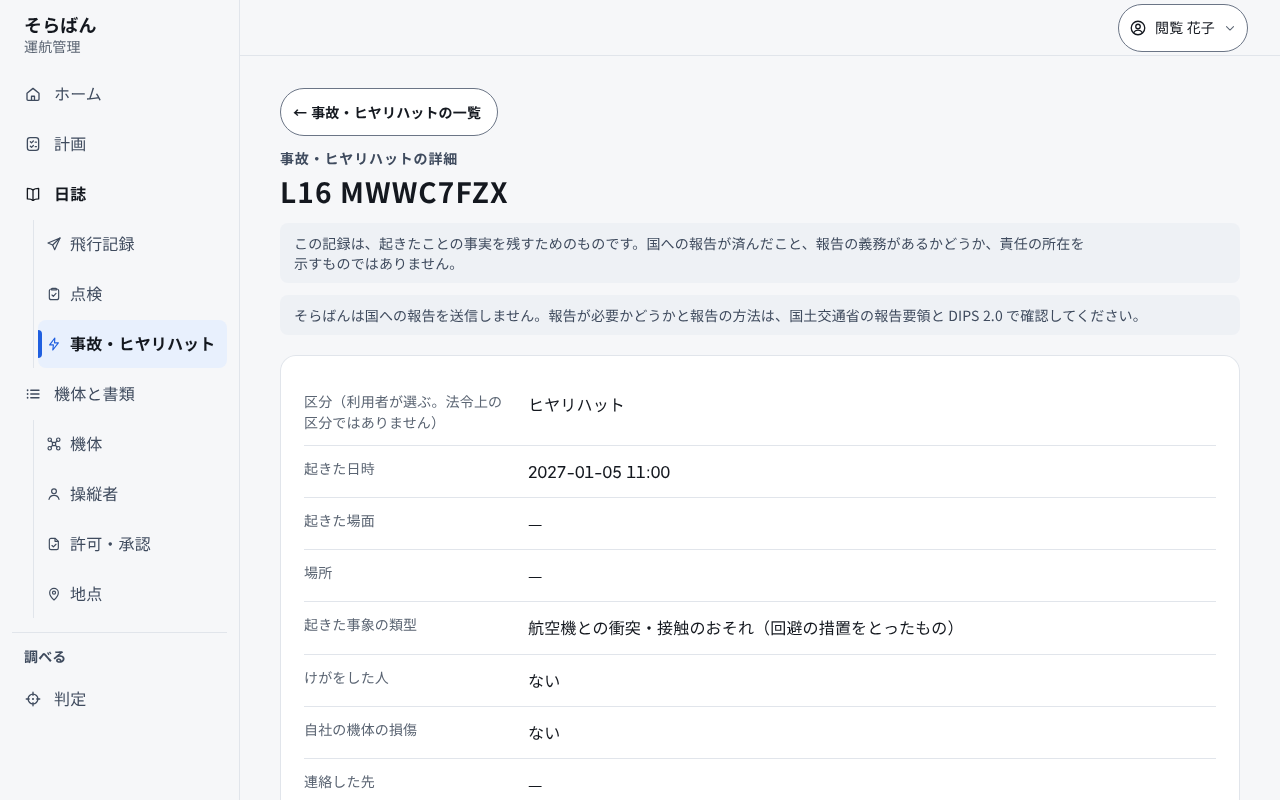 そらばん
運航管理
閲覧 花子
ホーム
計画
日誌
飛行記録
点検
事故・ヒヤリハット
機体と書類
機体
操縦者
許可・承認
地点
調べる
判定
← 事故・ヒヤリハットの一覧
事故・ヒヤリハットの詳細
L16 MWWC7FZX
この記録は、起きたことの事実を残すためのものです。国への報告が済んだこと、報告の義務があるかどうか、責任の所在を
示すものではありません。
そらばんは国への報告を送信しません。報告が必要かどうかと報告の方法は、国土交通省の報告要領と DIPS 2.0 で確認してください。
区分（利用者が選ぶ。法令上の
区分ではありません）
ヒヤリハット
起きた日時
2027-01-05 11:00
起きた場面
—
場所
—
起きた事象の類型
航空機との衝突・接触のおそれ（回避の措置をとったもの）
けがをした人
ない
自社の機体の損傷
ない
連絡した先
—